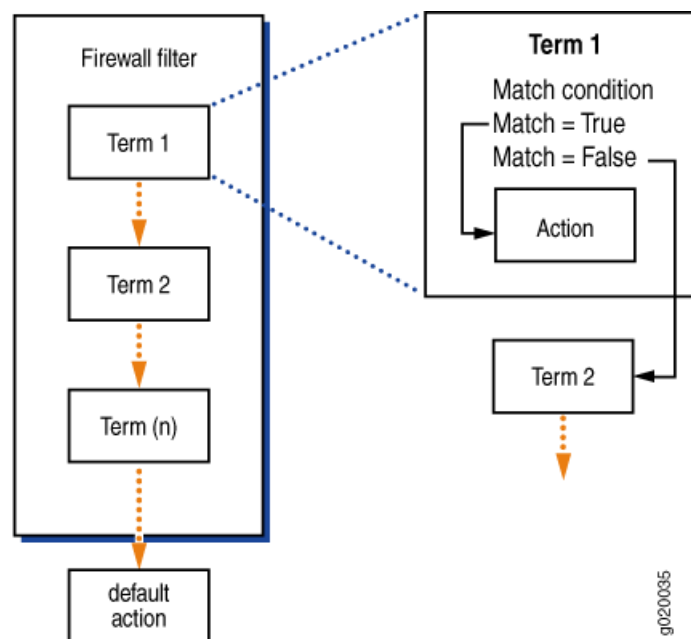 Firewall filter
Term 1
Term 2
Term (n)
default
action
Term 1
Match condition
Match = True
Match = False
Action
Term 2
g020035